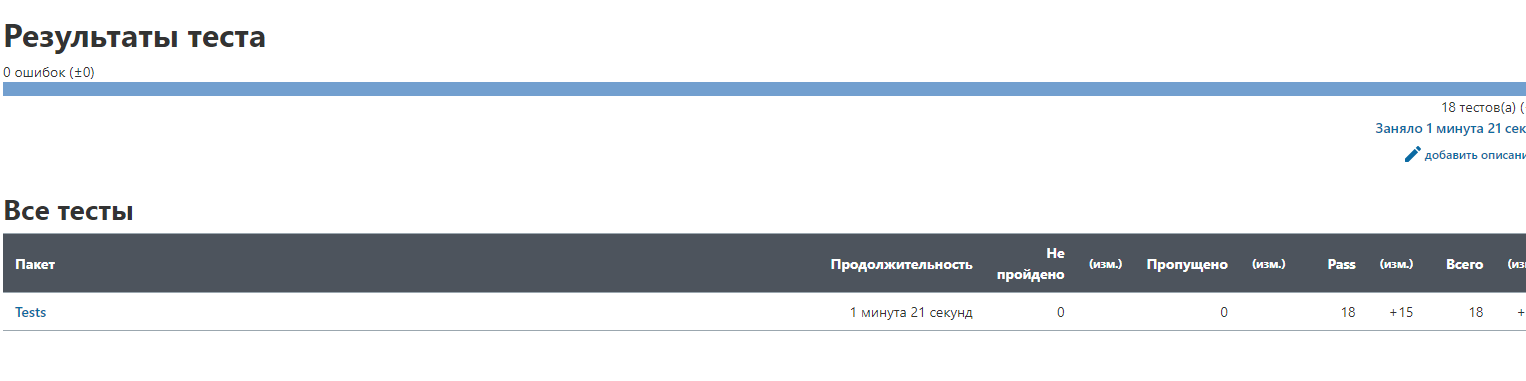 Результаты теста
0 ошибок (±0)
18 тестов(а) (
Заняло 1 минута 21 сек
добавить описани
Все тесты
Пакет Продолжительность Не пройдено (изм.) Пропущено (изм.) Pass (изм.) Всего (из
Tests 1 минута 21 секунд 0 0 18 +15 18 +